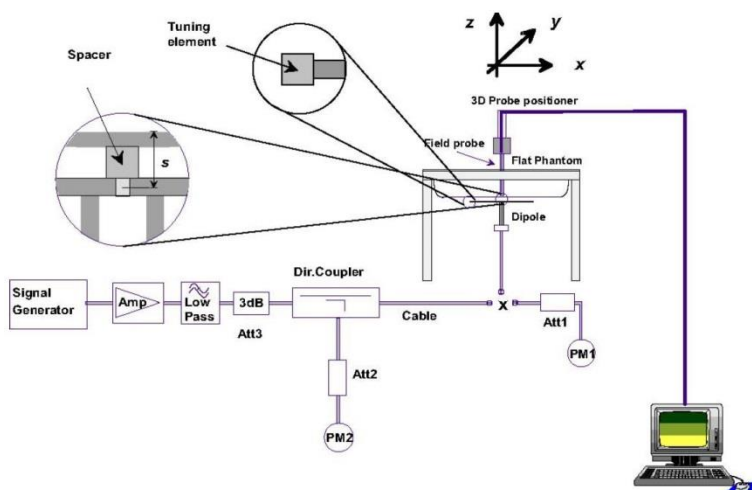 Tuning
element
Spacer
s
z
y
x
3D Probe positioner
Field probe
Flat Phantom
Dipole
Signal
Generator
Amp
Low
Pass
3dB
Att3
Dir.Coupler
Cable
x
Att1
PM1
Att2
PM2